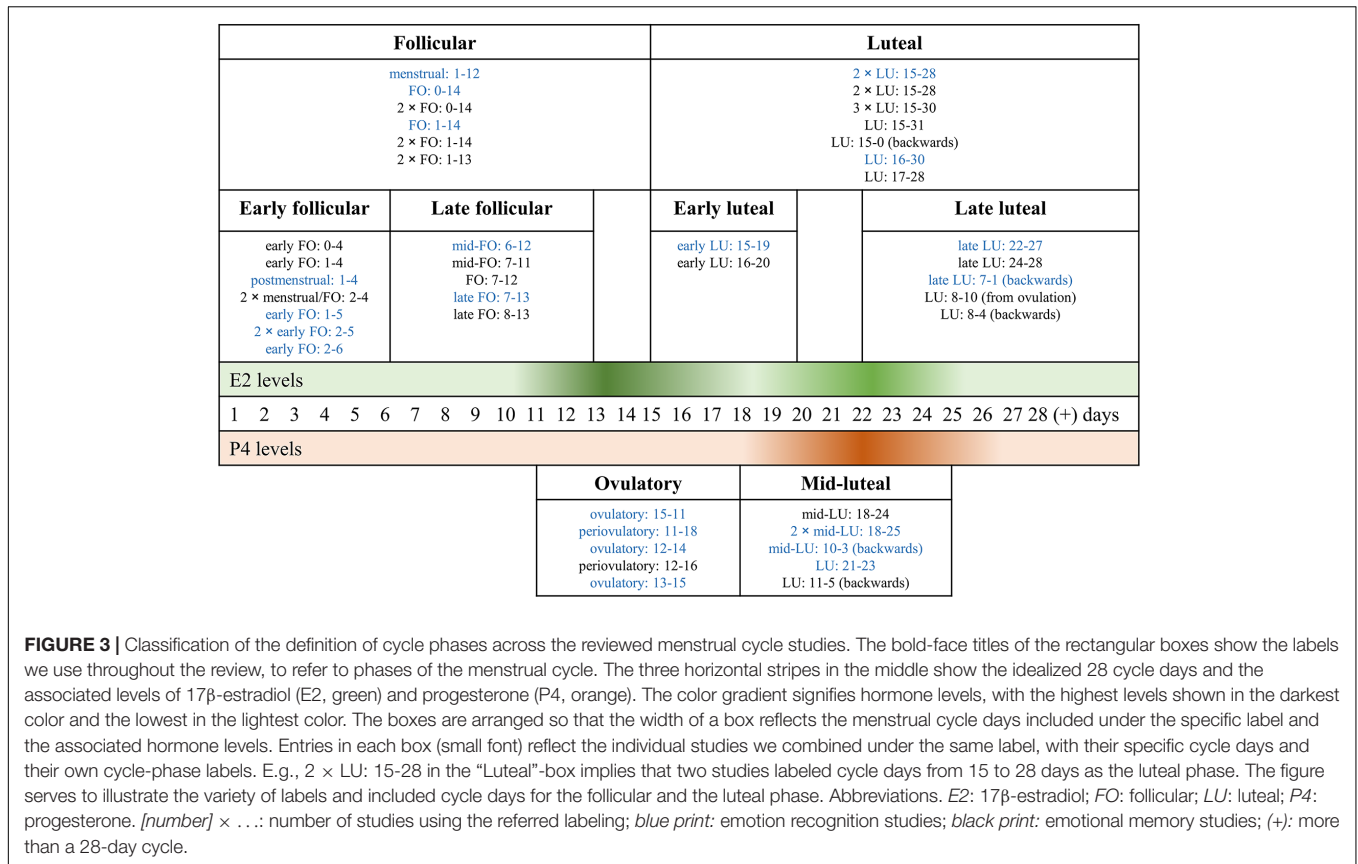 Follicular
Luteal
menstrual: 1-12
FO: 0-14
2 × FO: 0-14
FO: 1-14
2 × FO: 1-14
2 × FO: 1-13
2 × LU: 15-28
2 × LU: 15-28
3 × LU: 15-30
LU: 15-31
LU: 15-0 (backwards)
LU: 16-30
LU: 17-28
Early follicular
early FO: 0-4
early FO: 1-4
postmenstrual: 1-4
2 × menstrual/FO: 2-4
early FO: 1-5
2 × early FO: 2-5
early FO: 2-6
Late follicular
mid-FO: 6-12
mid-FO: 7-11
FO: 7-12
late FO: 7-13
late FO: 8-13
Early luteal
early LU: 15-19
early LU: 16-20
Late luteal
late LU: 22-27
late LU: 24-28
late LU: 7-1 (backwards)
LU: 8-10 (from ovulation)
LU: 8-4 (backwards)
E2 levels
1 2 3 4 5 6 7 8 9 10 11 12 13 14 15 16 17 18 19 20 21 22 23 24 25 26 27 28 (+) days
P4 levels
Ovulatory
ovulatory: 15-11
periovulatory: 11-18
ovulatory: 12-14
periovulatory: 12-16
ovulatory: 13-15
Mid-luteal
mid-LU: 18-24
2 × mid-LU: 18-25
mid-LU: 10-3 (backwards)
LU: 21-23
LU: 11-5 (backwards)
FIGURE 3 | Classification of the definition of cycle phases across the reviewed menstrual cycle studies. The bold-face titles of the rectangular boxes show the labels
we use throughout the review, to refer to phases of the menstrual cycle. The three horizontal stripes in the middle show the idealized 28 cycle days and the
associated levels of 17β-estradiol (E2, green) and progesterone (P4, orange). The color gradient signifies hormone levels, with the highest levels shown in the darkest
color and the lowest in the lightest color. The boxes are arranged so that the width of a box reflects the menstrual cycle days included under the specific label and
the associated hormone levels. Entries in each box (small font) reflect the individual studies we combined under the same label, with their specific cycle days and
their own cycle-phase labels. E.g., 2 × LU: 15-28 in the “Luteal”-box implies that two studies labeled cycle days from 15 to 28 days as the luteal phase. The figure
serves to illustrate the variety of labels and included cycle days for the follicular and the luteal phase. Abbreviations. E2: 17β-estradiol; FO: follicular; LU: luteal; P4:
progesterone. [number] × . . .: number of studies using the referred labeling; blue print: emotion recognition studies; black print: emotional memory studies; (+): more
than a 28-day cycle.